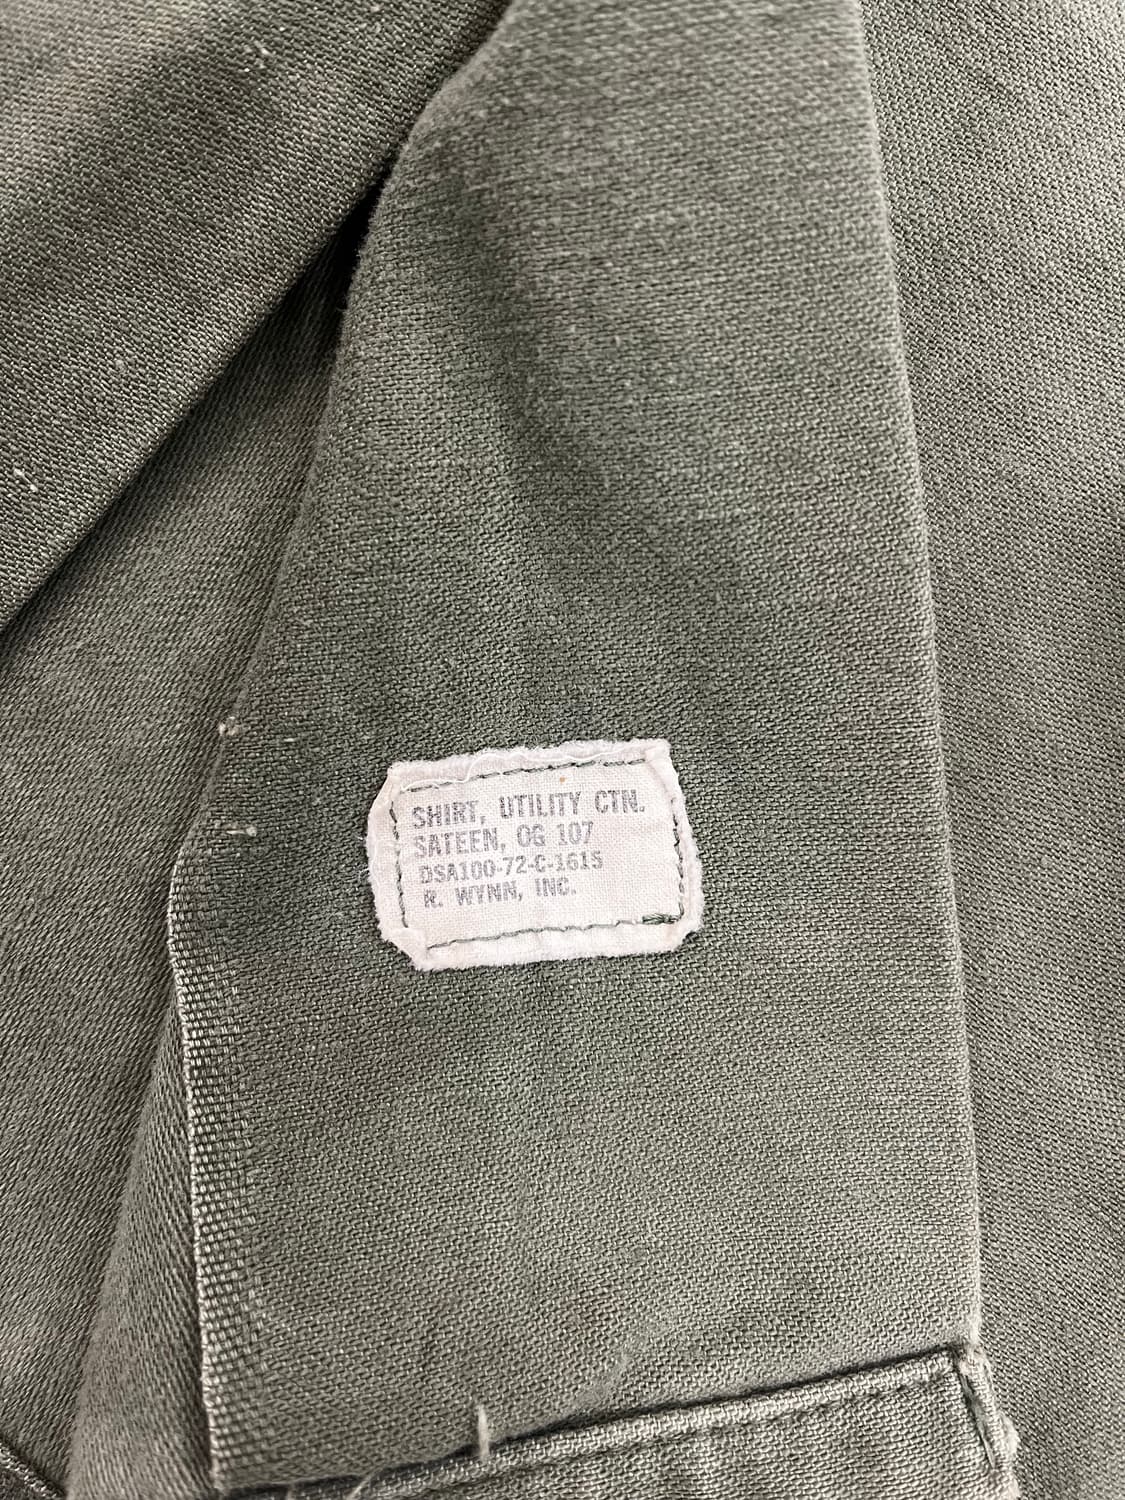 SHIRT, UTILITY CTN.
SATEEN, OG 107
DSA100-72-C-1615
R. WYNN, INC.